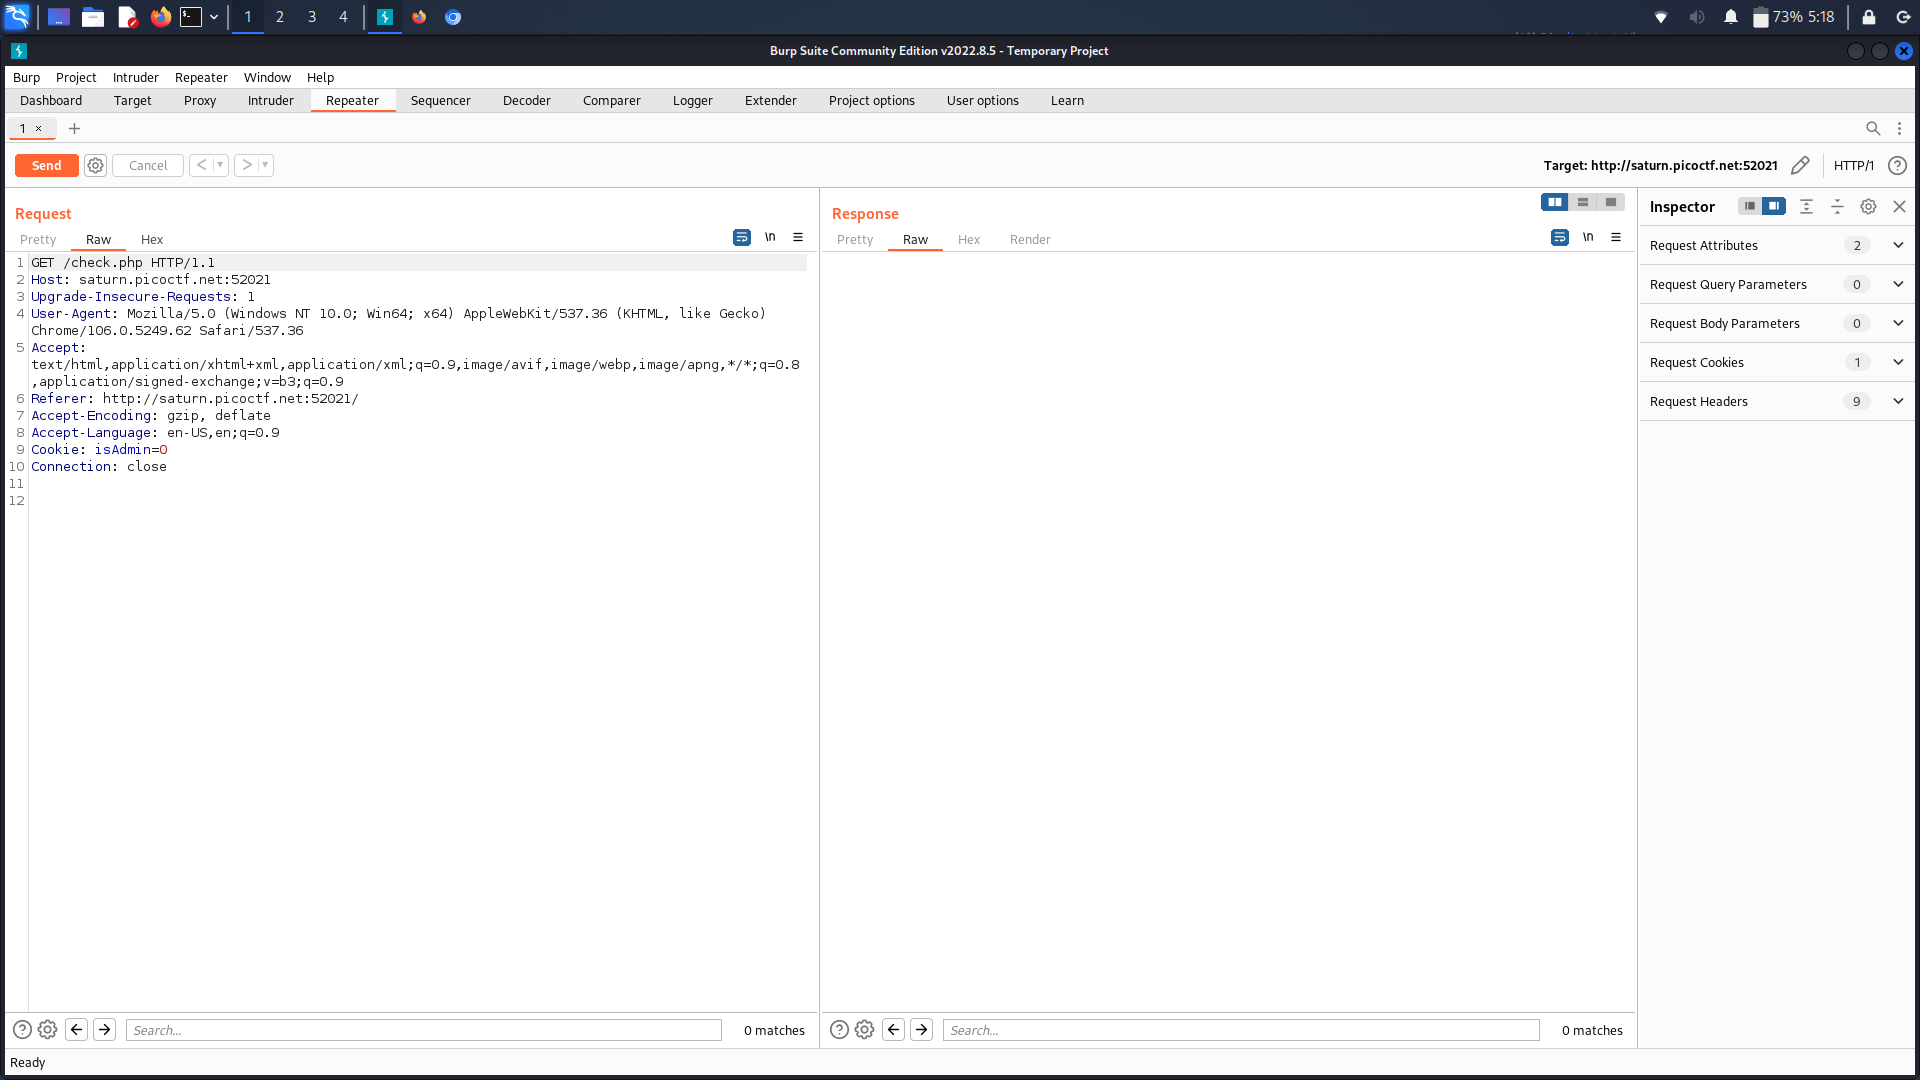 1 2 3 4 73% 5:18
Burp Suite Community Edition v2022.8.5 - Temporary Project
Burp Project Intruder Repeater Window Help
Dashboard Target Proxy Intruder Repeater Sequencer Decoder Comparer Logger Extender Project options User options Learn
1 × +
Send Cancel < > Target: http://saturn.picoctf.net:52021 HTTP/1 ?
Request
Pretty Raw Hex \n
1 GET /check.php HTTP/1.1
2 Host: saturn.picoctf.net:52021
3 Upgrade-Insecure-Requests: 1
4 User-Agent: Mozilla/5.0 (Windows NT 10.0; Win64; x64) AppleWebKit/537.36 (KHTML, like Gecko)
Chrome/106.0.5249.62 Safari/537.36
5 Accept:
text/html,application/xhtml+xml,application/xml;q=0.9,image/avif,image/webp,image/apng,*/*;q=0.8
,application/signed-exchange;v=b3;q=0.9
6 Referer: http://saturn.picoctf.net:52021/
7 Accept-Encoding: gzip, deflate
8 Accept-Language: en-US,en;q=0.9
9 Cookie: isAdmin=0
10 Connection: close
11
12
? Search... 0 matches
Response
Pretty Raw Hex Render \n
? Search... 0 matches
Inspector
Request Attributes 2
Request Query Parameters 0
Request Body Parameters 0
Request Cookies 1
Request Headers 9
Ready